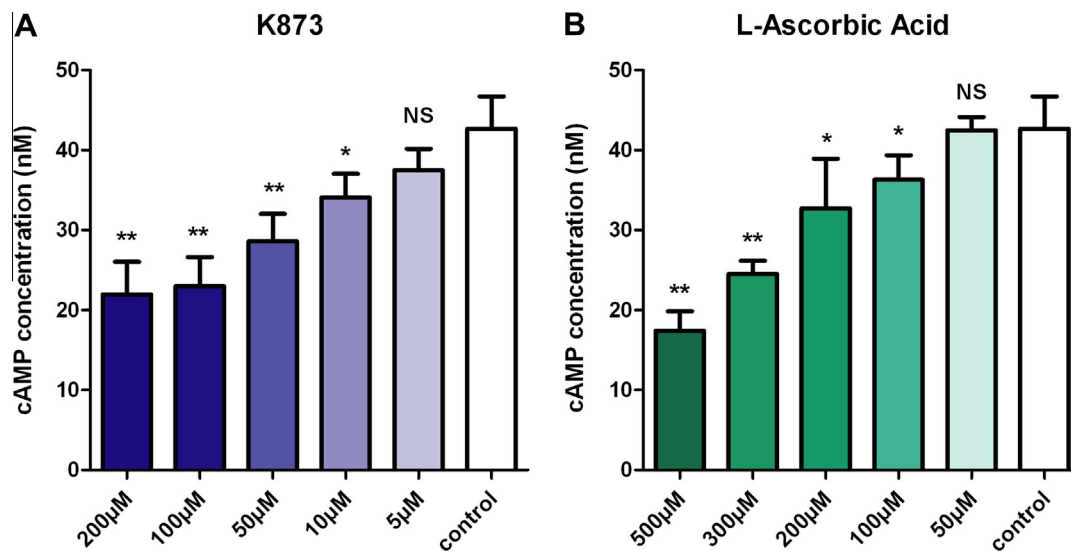 A K873
cAMP concentration (nM)
50
40
30
20
10
0
** ** ** * NS
200µM 100µM 50µM 10µM 5µM control
B L-Ascorbic Acid
cAMP concentration (nM)
50
40
30
20
10
0
** ** * * NS
500µM 300µM 200µM 100µM 50µM control